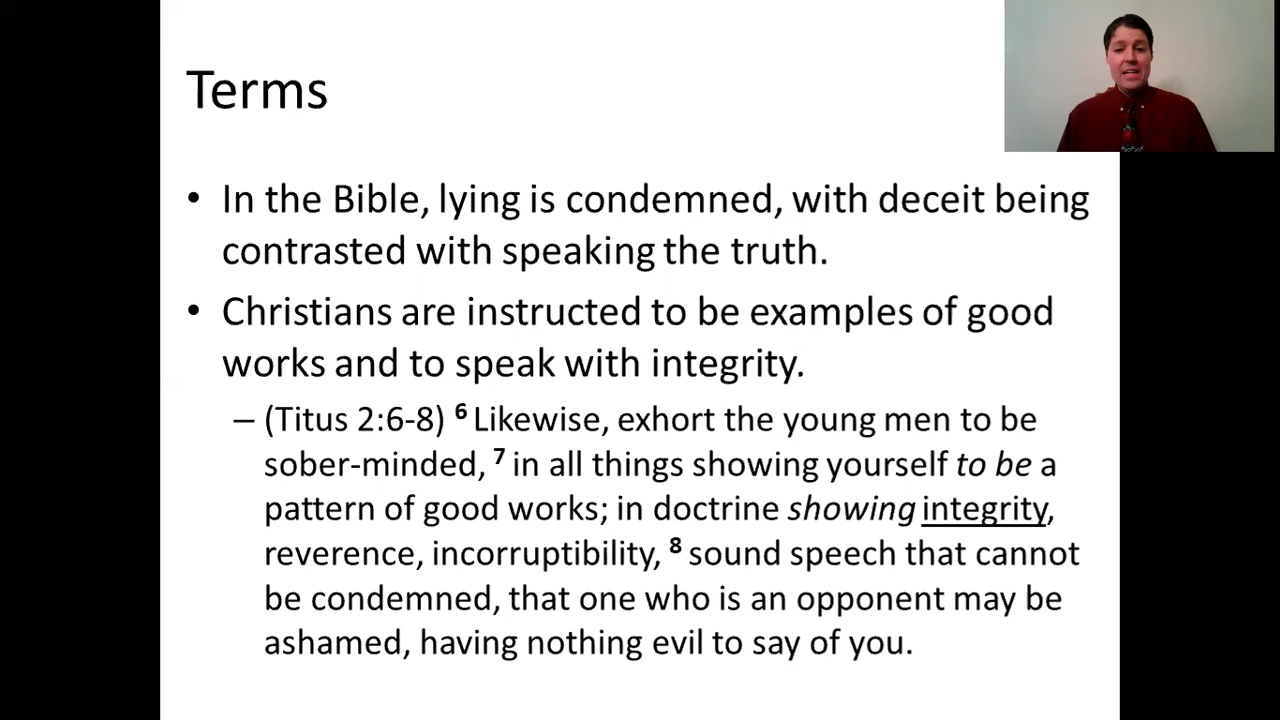 Terms
• In the Bible, lying is condemned, with deceit being
contrasted with speaking the truth.
• Christians are instructed to be examples of good
works and to speak with integrity.
– (Titus 2:6-8) 6 Likewise, exhort the young men to be
sober-minded, 7 in all things showing yourself to be a
pattern of good works; in doctrine showing integrity,
reverence, incorruptibility, 8 sound speech that cannot
be condemned, that one who is an opponent may be
ashamed, having nothing evil to say of you.